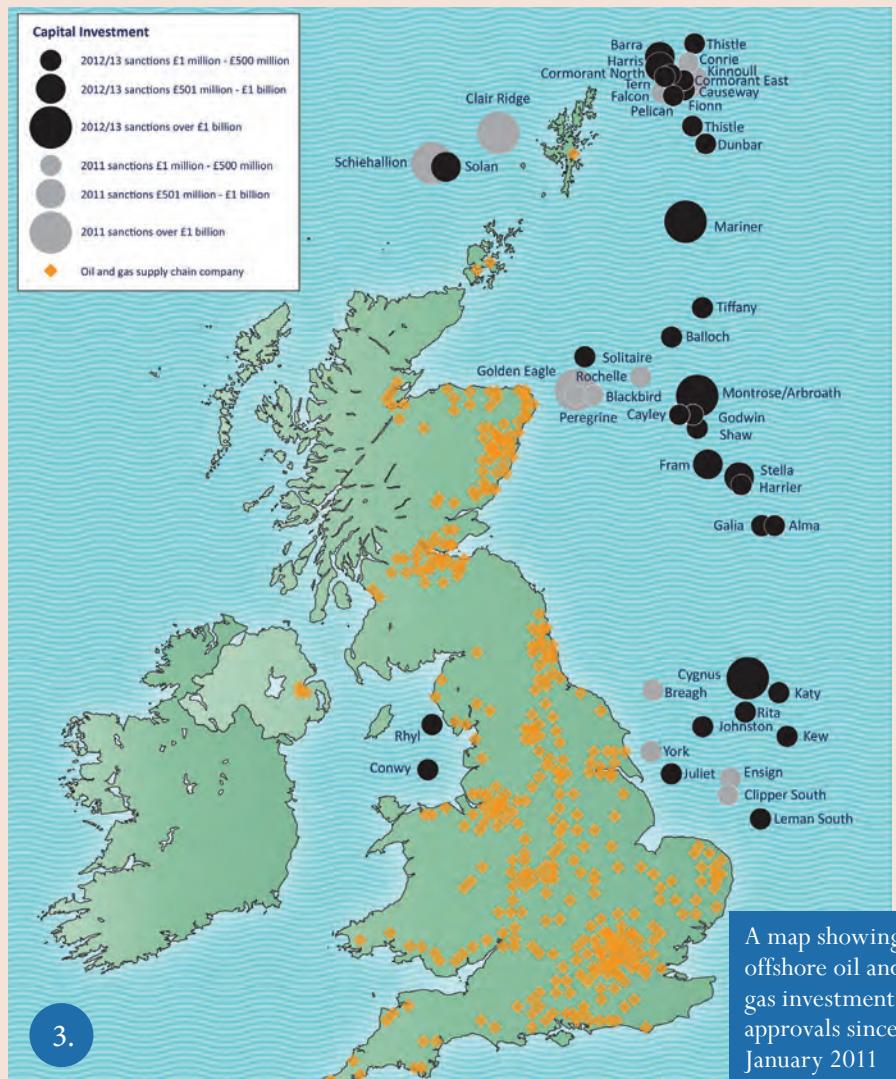 Capital Investment
2012/13 sanctions £1 million - £500 million
2012/13 sanctions £501 million - £1 billion
2012/13 sanctions over £1 billion
2011 sanctions £1 million - £500 million
2011 sanctions £501 million - £1 billion
2011 sanctions over £1 billion
Oil and gas supply chain company
Barra
Thistle
Harris
Conrie
Cormorant North
Kinnoull
Tern
Cormorant East
Falcon
Causeway
Pelican
Fionn
Clair Ridge
Thistle
Dunbar
Schiehallion
Solan
Mariner
Tiffany
Balloch
Solitaire
Golden Eagle
Rochelle
Blackbird
Montrose/Arbroath
Peregrine
Cayley
Godwin
Shaw
Fram
Stella
Harrier
Galia
Alma
Cygnus
Breagh
Katy
Rita
Johnston
Kew
Rhyl
York
Conwy
Juliet
Ensign
Clipper South
Leman South
A map showing
offshore oil and
gas investment
approvals since
January 2011
3.